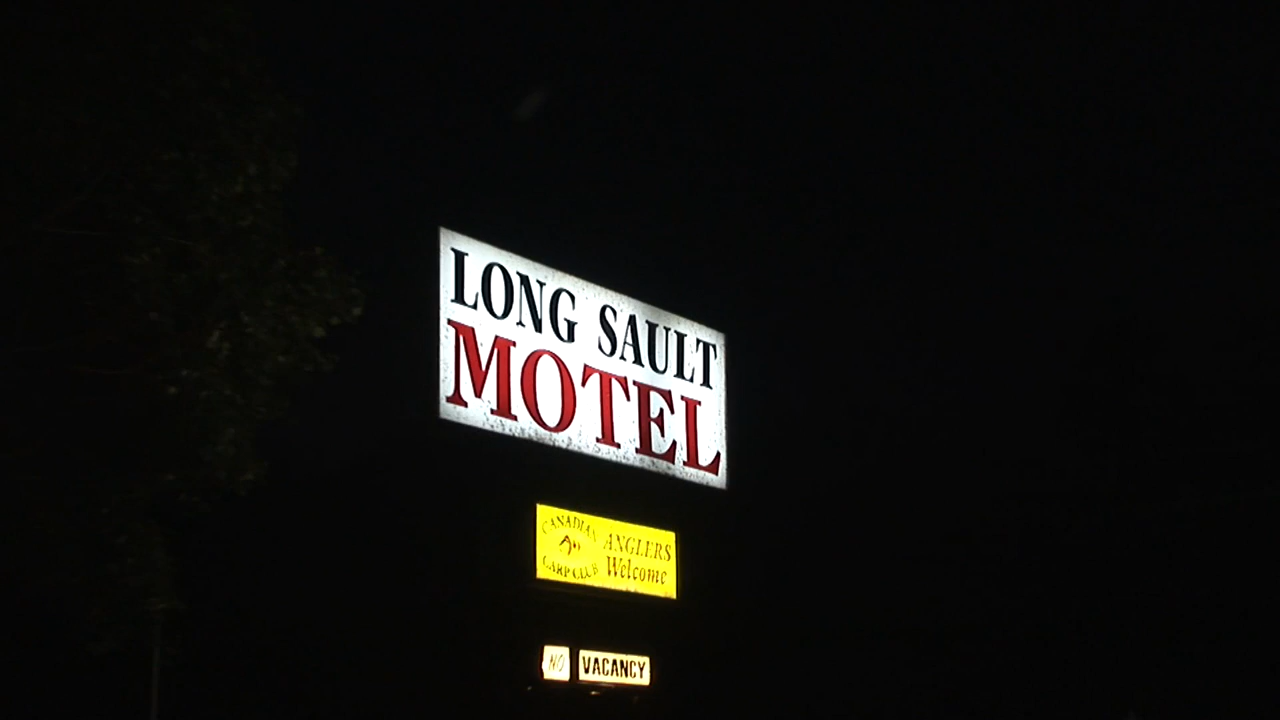 LONG SAULT
MOTEL
CANADIAN
CARP CLUB
ANGLERS
Welcome
NO VACANCY